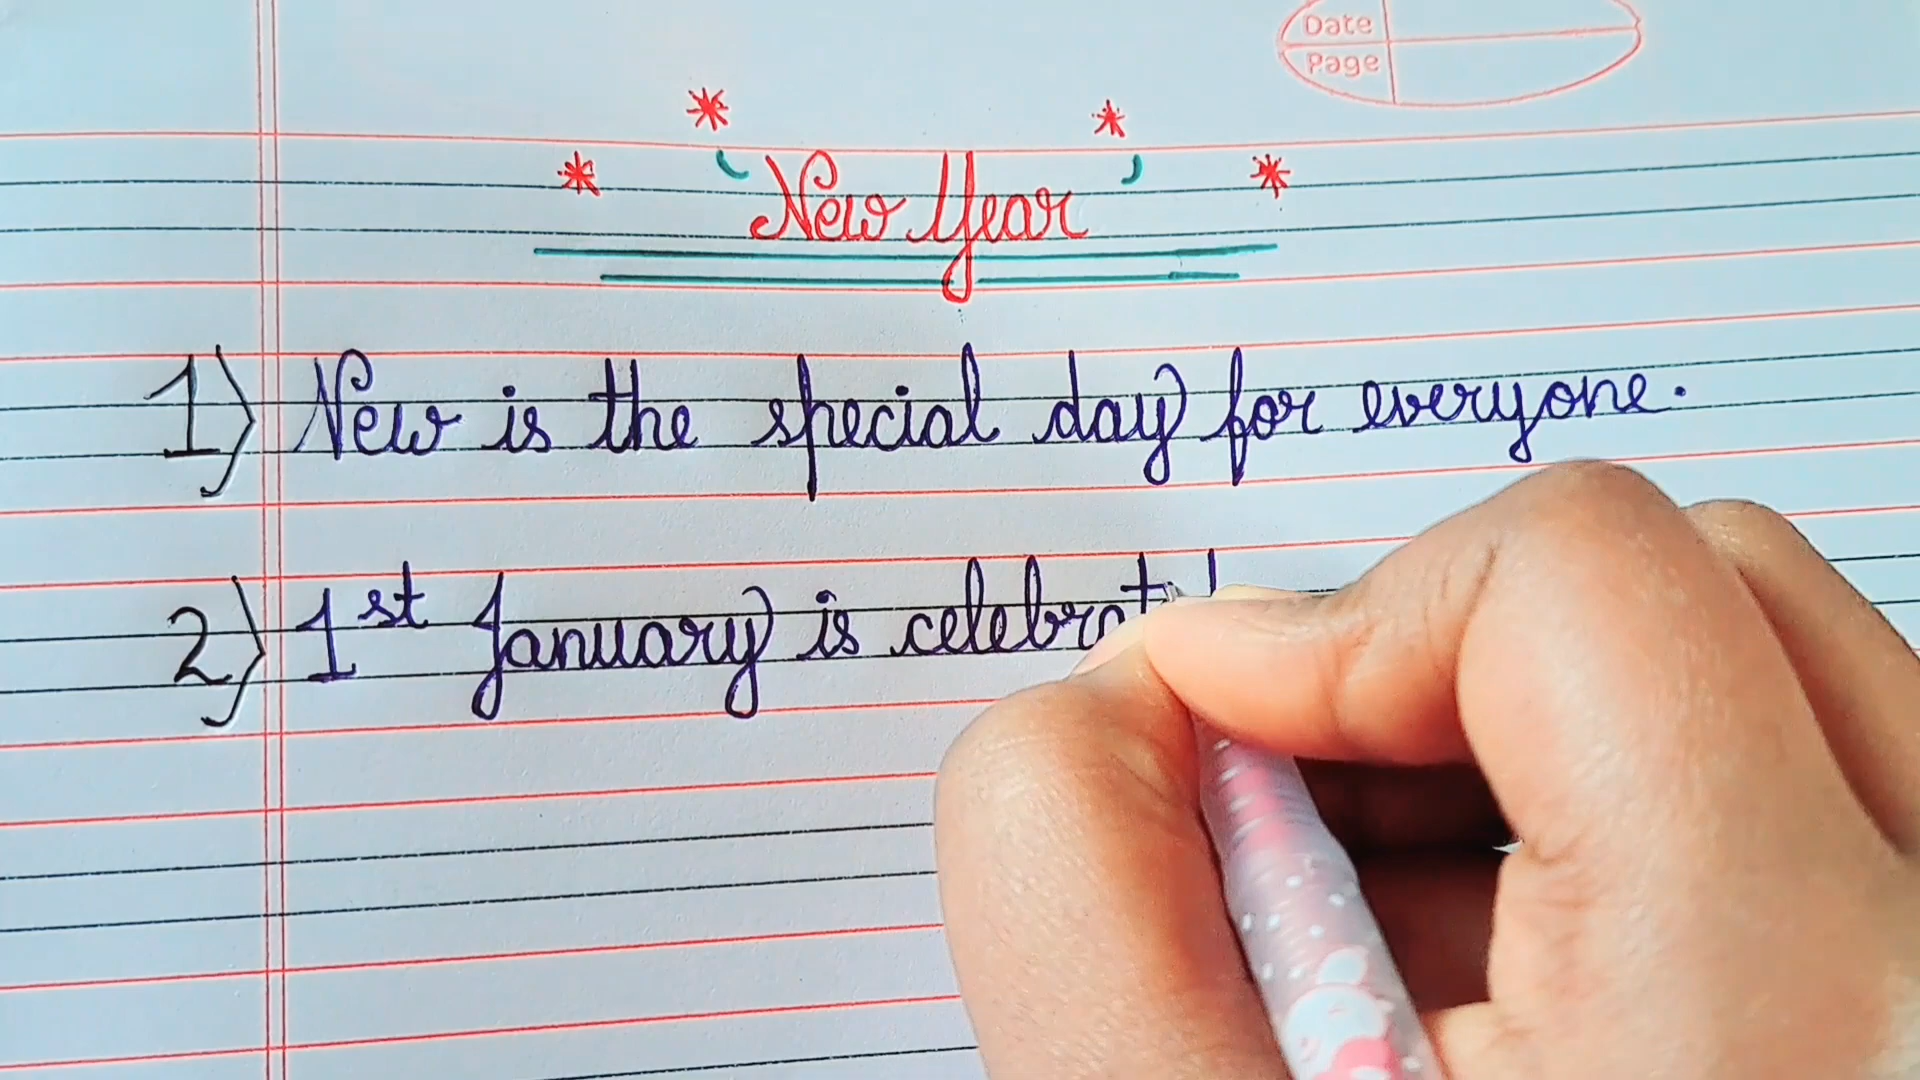 Date
Page
New Year
1) New is the special day for everyone.
2) 1st January is